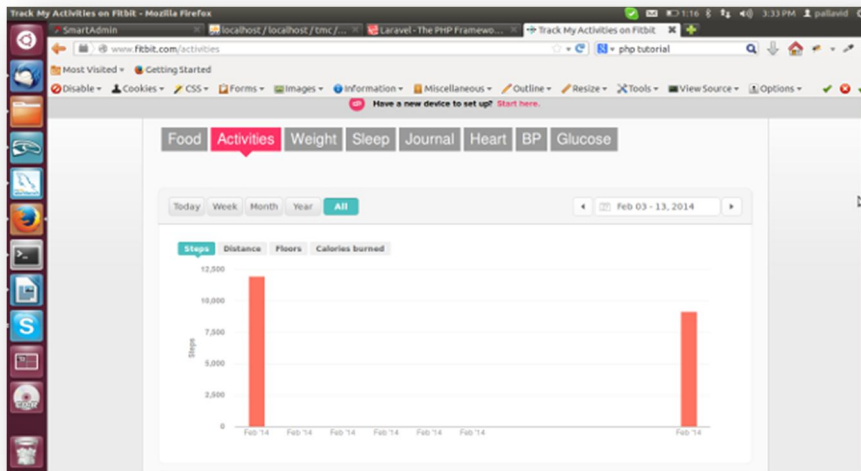 Track My Activities on Fitbit - Mozilla Firefox
1:16
3:33 PM
pallavid
SmartAdmin
localhost / localhost / tmc/...
Laravel - The PHP Framewo...
Track My Activities on Fitbit
www.fitbit.com/activities
php tutorial
Most Visited
Getting Started
Disable
Cookies
CSS
Forms
Images
Information
Miscellaneous
Outline
Resize
Tools
View Source
Options
Have a new device to set up? Start here.
Food
Activities
Weight
Sleep
Journal
Heart
BP
Glucose
Today
Week
Month
Year
All
Feb 03 - 13, 2014
Steps
Distance
Floors
Calories burned
12,500
10,000
7,500
5,000
2,500
0
Steps
Feb '14
Feb '14
Feb '14
Feb '14
Feb '14
Feb '14
Feb '14